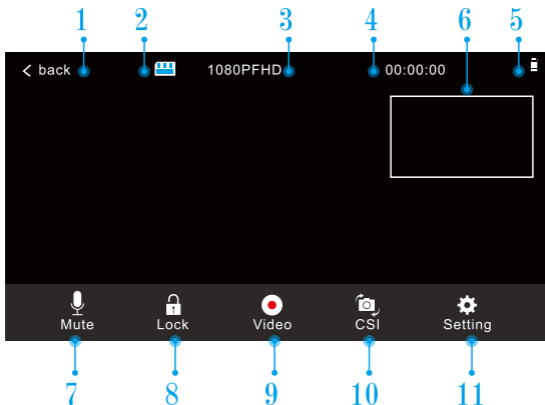 1 2 3 4 5 6
< back 1080PFHD 00:00:00
Mute Lock Video CSI Setting
7 8 9 10 11